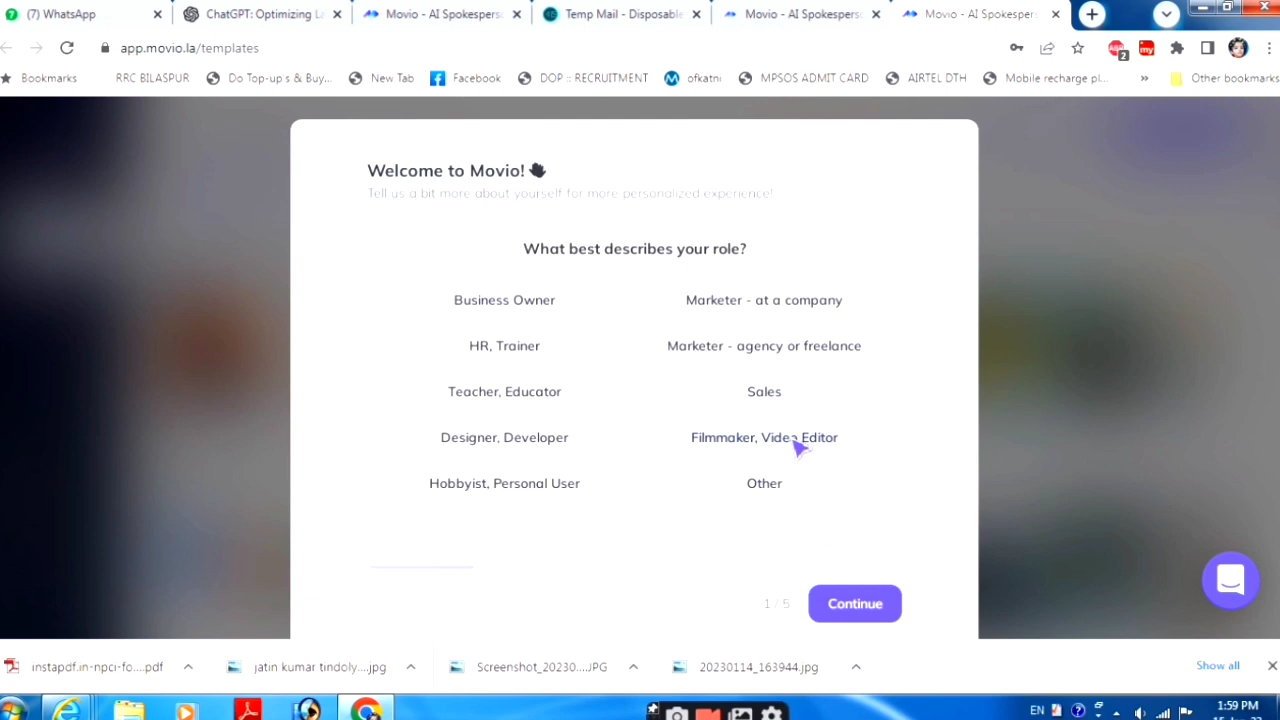 (7) WhatsApp
ChatGPT: Optimizing La
Movio - AI Spokesperso
Temp Mail - Disposable
Movio - AI Spokesperso
Movio - AI Spokespers
app.movio.la/templates
2
Bookmarks
RRC BILASPUR
Do Top-up s & Buy...
New Tab
Facebook
DOP :: RECRUITMENT
ofkatni
MPSOS ADMIT CARD
AIRTEL DTH
Mobile recharge pl...
»
Other bookmarks
Welcome to Movio!
Tell us a bit more about yourself for more personalized experience!
What best describes your role?
Business Owner
Marketer - at a company
HR, Trainer
Marketer - agency or freelance
Teacher, Educator
Sales
Designer, Developer
Filmmaker, Video Editor
Hobbyist, Personal User
Other
1 / 5
Continue
instapdf.in-npci-fo....pdf
jatin kumar tindoly....jpg
Screenshot_20230....JPG
20230114_163944.jpg
Show all
EN
1:59 PM